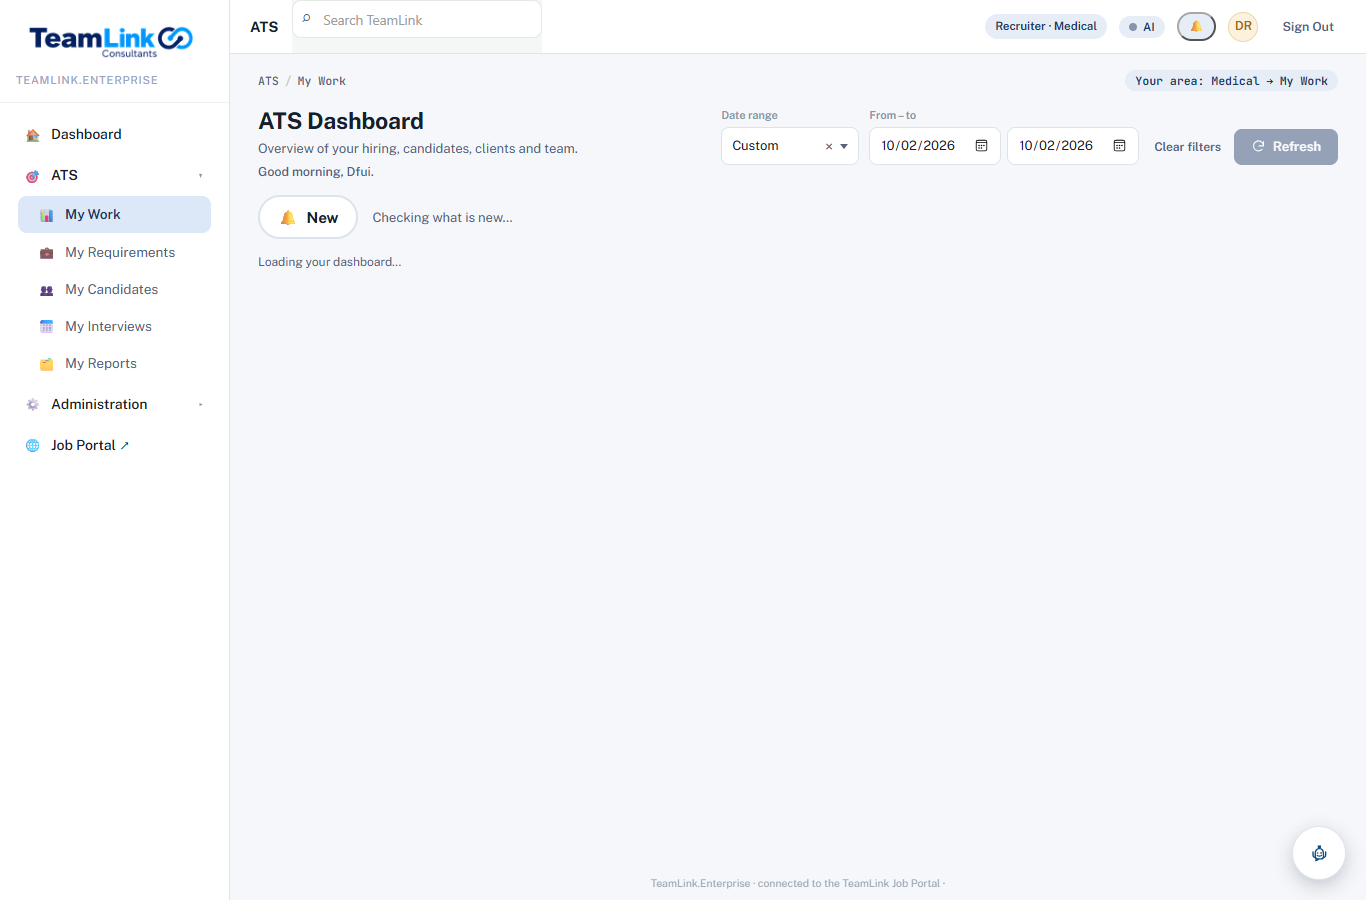 TeamLink
Consultants
TEAMLINK.ENTERPRISE
Dashboard
ATS
My Work
My Requirements
My Candidates
My Interviews
My Reports
Administration
Job Portal ↗
ATS
Search TeamLink
Recruiter · Medical
AI
DR
Sign Out
ATS / My Work
Your area: Medical → My Work
ATS Dashboard
Overview of your hiring, candidates, clients and team.
Good morning, Dfui.
Date range
Custom
From – to
10/02/2026
10/02/2026
Clear filters
Refresh
New
Checking what is new...
Loading your dashboard...
TeamLink.Enterprise · connected to the TeamLink Job Portal ·